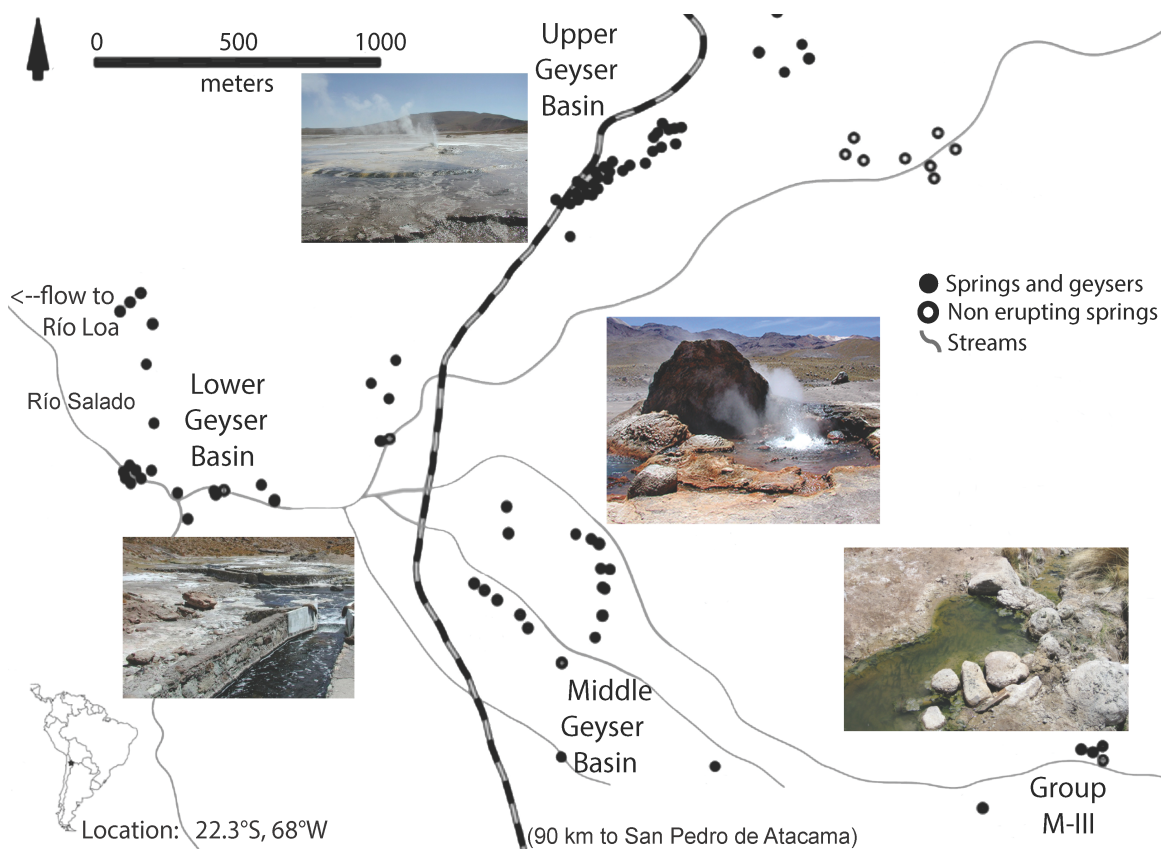 0 500 1000
meters
Upper
Geyser
Basin
<--flow to
Río Loa
Springs and geysers
Non erupting springs
Streams
Río Salado
Lower
Geyser
Basin
Middle
Geyser
Basin
Group
M-III
Location: 22.3°S, 68°W
(90 km to San Pedro de Atacama)